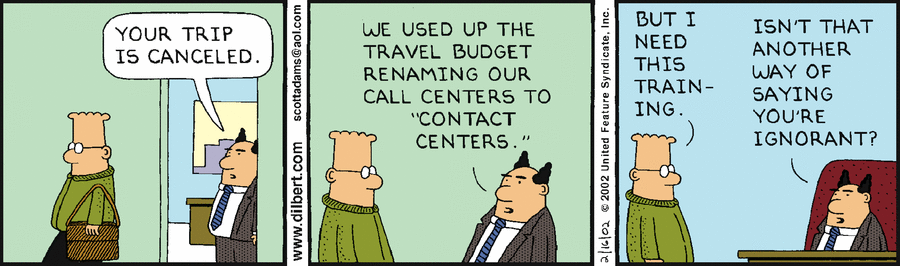 YOUR TRIP
IS CANCELED.
www.dilbert.com scottadams@aol.com
WE USED UP THE
TRAVEL BUDGET
RENAMING OUR
CALL CENTERS TO
"CONTACT
CENTERS."
2/16/02 © 2002 United Feature Syndicate, Inc.
BUT I
NEED
THIS
TRAIN-
ING.
ISN'T THAT
ANOTHER
WAY OF
SAYING
YOU'RE
IGNORANT?